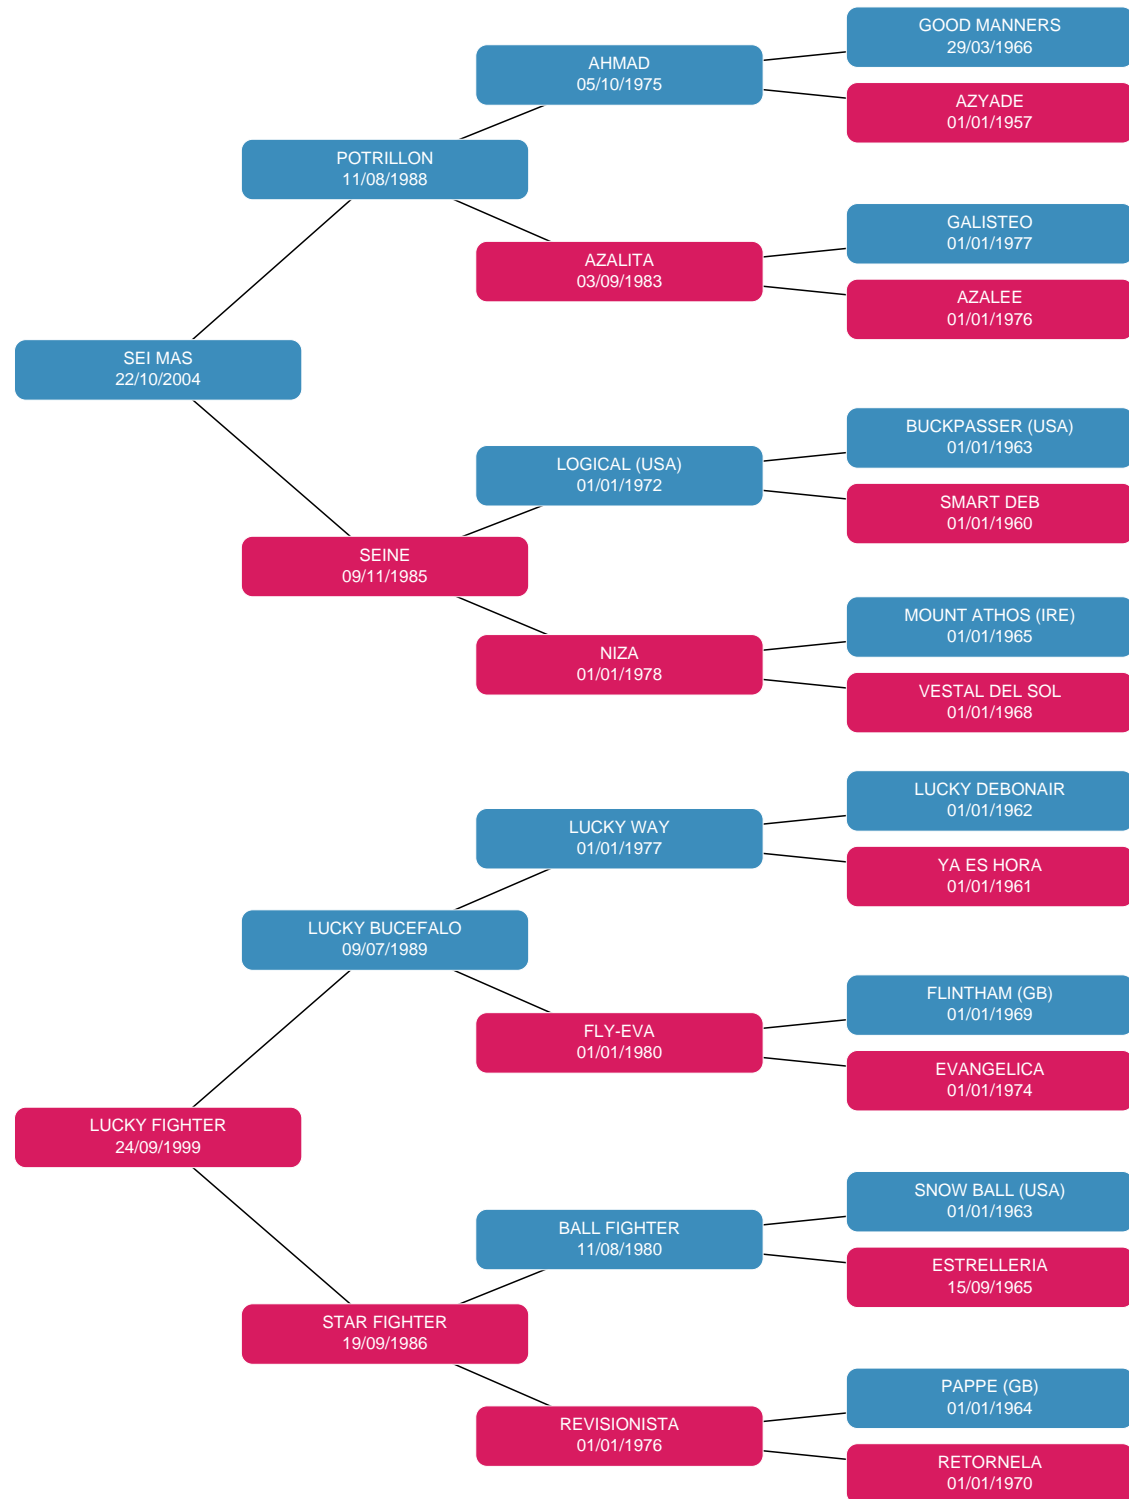 GOOD MANNERS
29/03/1966
AHMAD
05/10/1975
AZYADE
01/01/1957
POTRILLON
11/08/1988
GALISTEO
01/01/1977
AZALITA
03/09/1983
AZALEE
01/01/1976
SEI MAS
22/10/2004
BUCKPASSER (USA)
01/01/1963
LOGICAL (USA)
01/01/1972
SMART DEB
01/01/1960
SEINE
09/11/1985
MOUNT ATHOS (IRE)
01/01/1965
NIZA
01/01/1978
VESTAL DEL SOL
01/01/1968
LUCKY DEBONAIR
01/01/1962
LUCKY WAY
01/01/1977
YA ES HORA
01/01/1961
LUCKY BUCEFALO
09/07/1989
FLINTHAM (GB)
01/01/1969
FLY-EVA
01/01/1980
EVANGELICA
01/01/1974
LUCKY FIGHTER
24/09/1999
SNOW BALL (USA)
01/01/1963
BALL FIGHTER
11/08/1980
ESTRELLERIA
15/09/1965
STAR FIGHTER
19/09/1986
PAPPE (GB)
01/01/1964
REVISIONISTA
01/01/1976
RETORNELA
01/01/1970